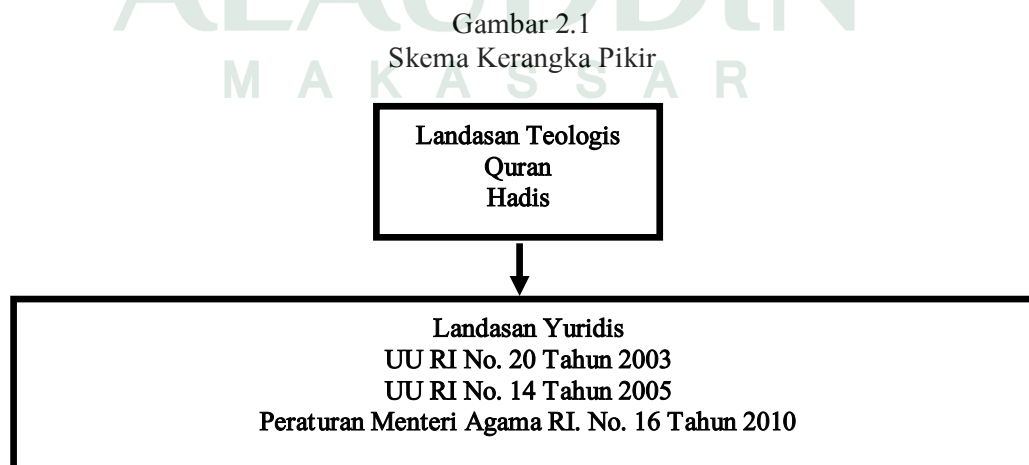 ALAUDDIN
Gambar 2.1
Skema Kerangka Pikir
MAKASSAR
Landasan Teologis
Quran
Hadis
Landasan Yuridis
UU RI No. 20 Tahun 2003
UU RI No. 14 Tahun 2005
Peraturan Menteri Agama RI. No. 16 Tahun 2010